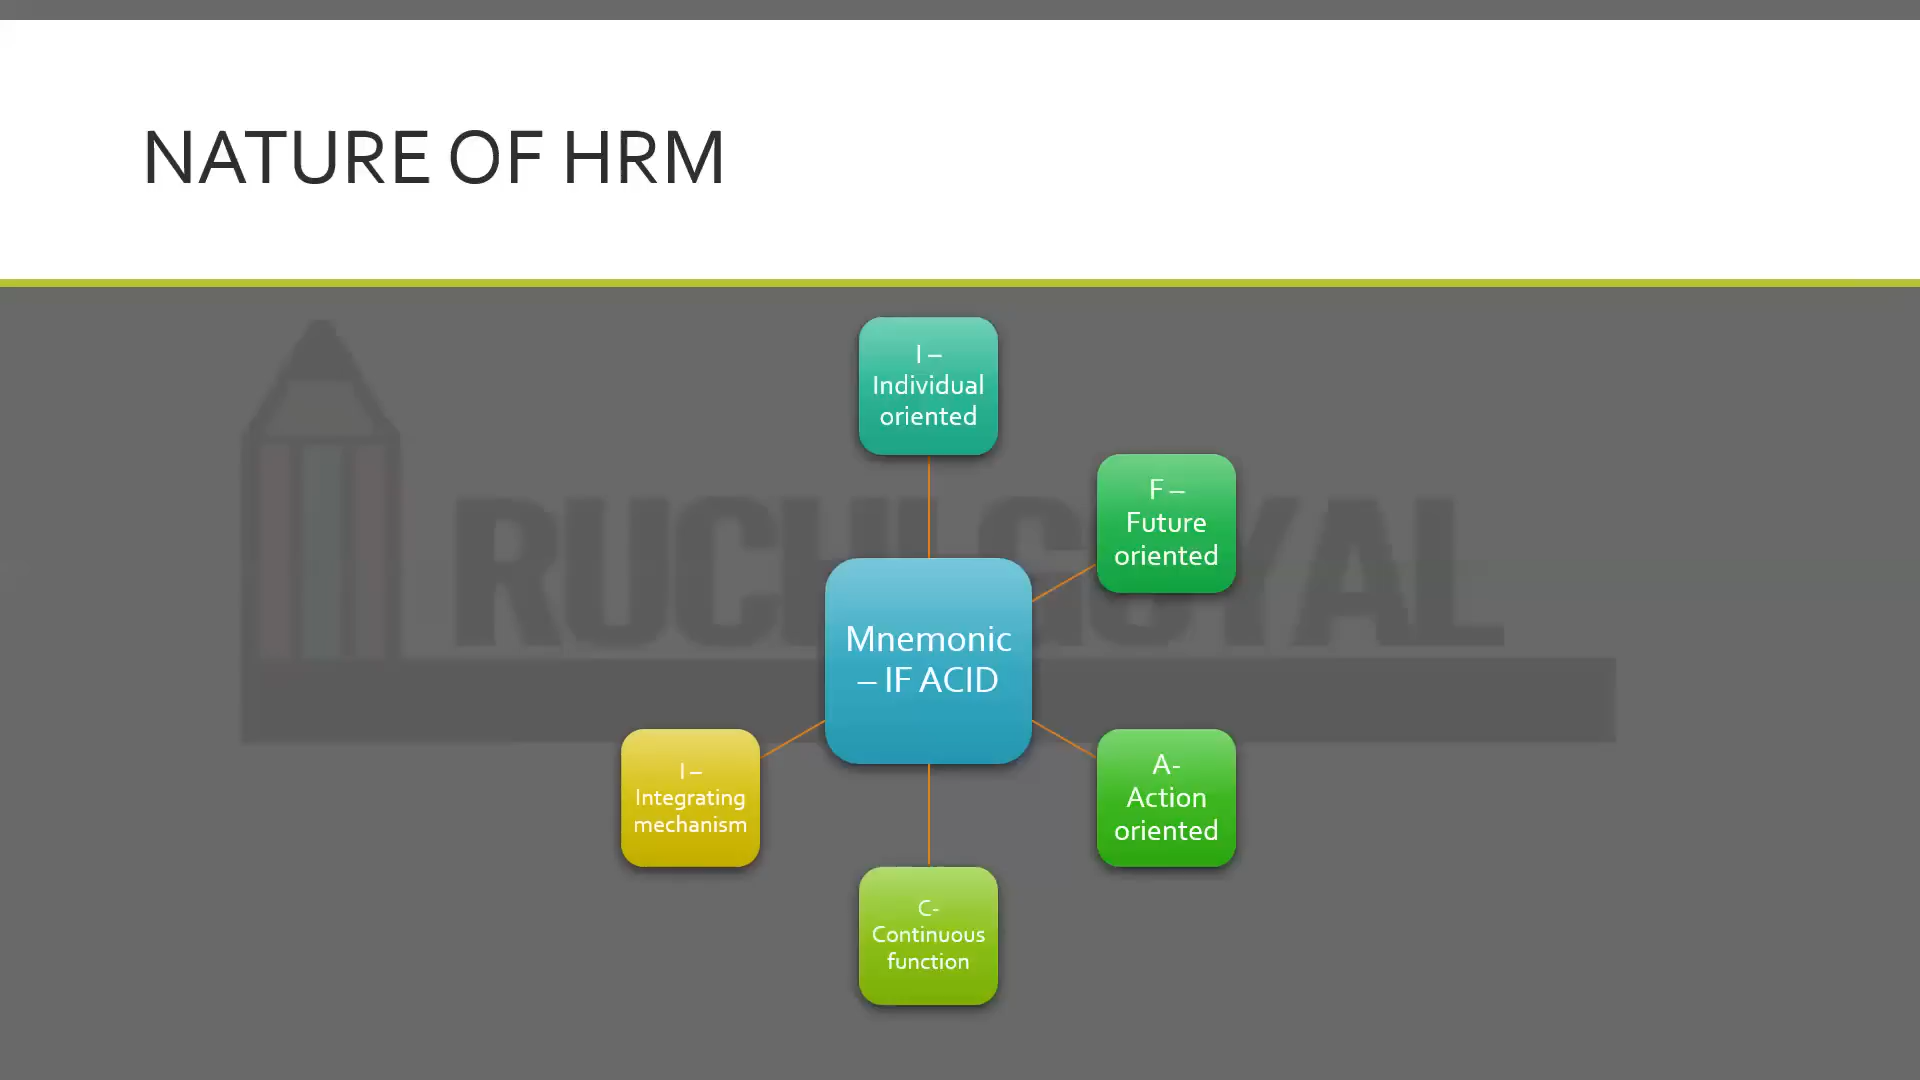 NATURE OF HRM
I –
Individual
oriented
F –
Future
oriented
Mnemonic
– IF ACID
A-
Action
oriented
C-
Continuous
function
I –
Integrating
mechanism
RUCHI GOYAL